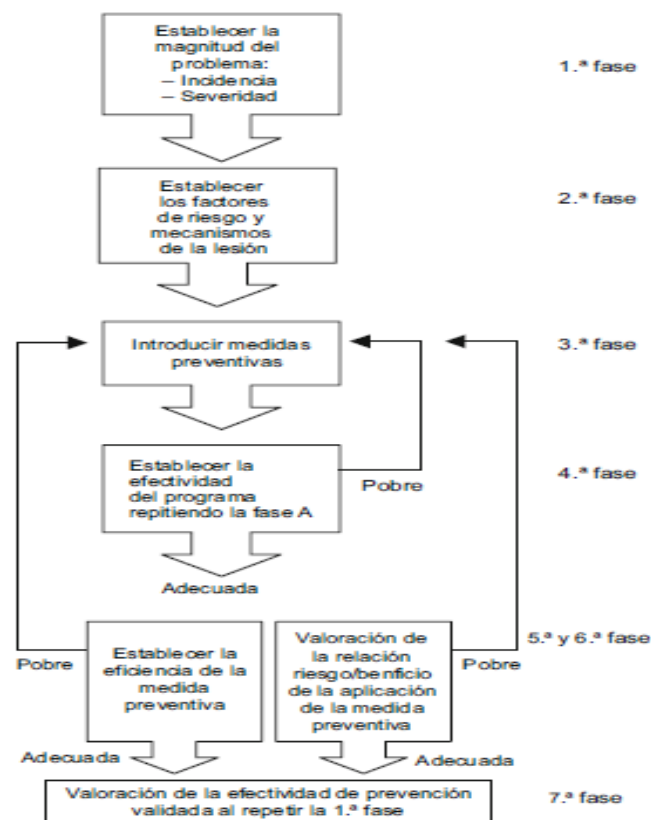 Establecer la
magnitud del
problema:
– Incidencia
– Severidad
1.ª fase
Establecer
los factores
de riesgo y
mecanismos
de la lesión
2.ª fase
Introducir medidas
preventivas
3.ª fase
Establecer la
efectividad
del programa
repitiendo la fase A
Pobre
4.ª fase
Adecuada
Pobre
Establecer la
eficiencia de la
medida
preventiva
Valoración de
la relación
riesgo/benficio
de la aplicación
de la medida
preventiva
Pobre
5.ª y 6.ª fase
Adecuada
Adecuada
Valoración de la efectividad de prevención
validada al repetir la 1.ª fase
7.ª fase